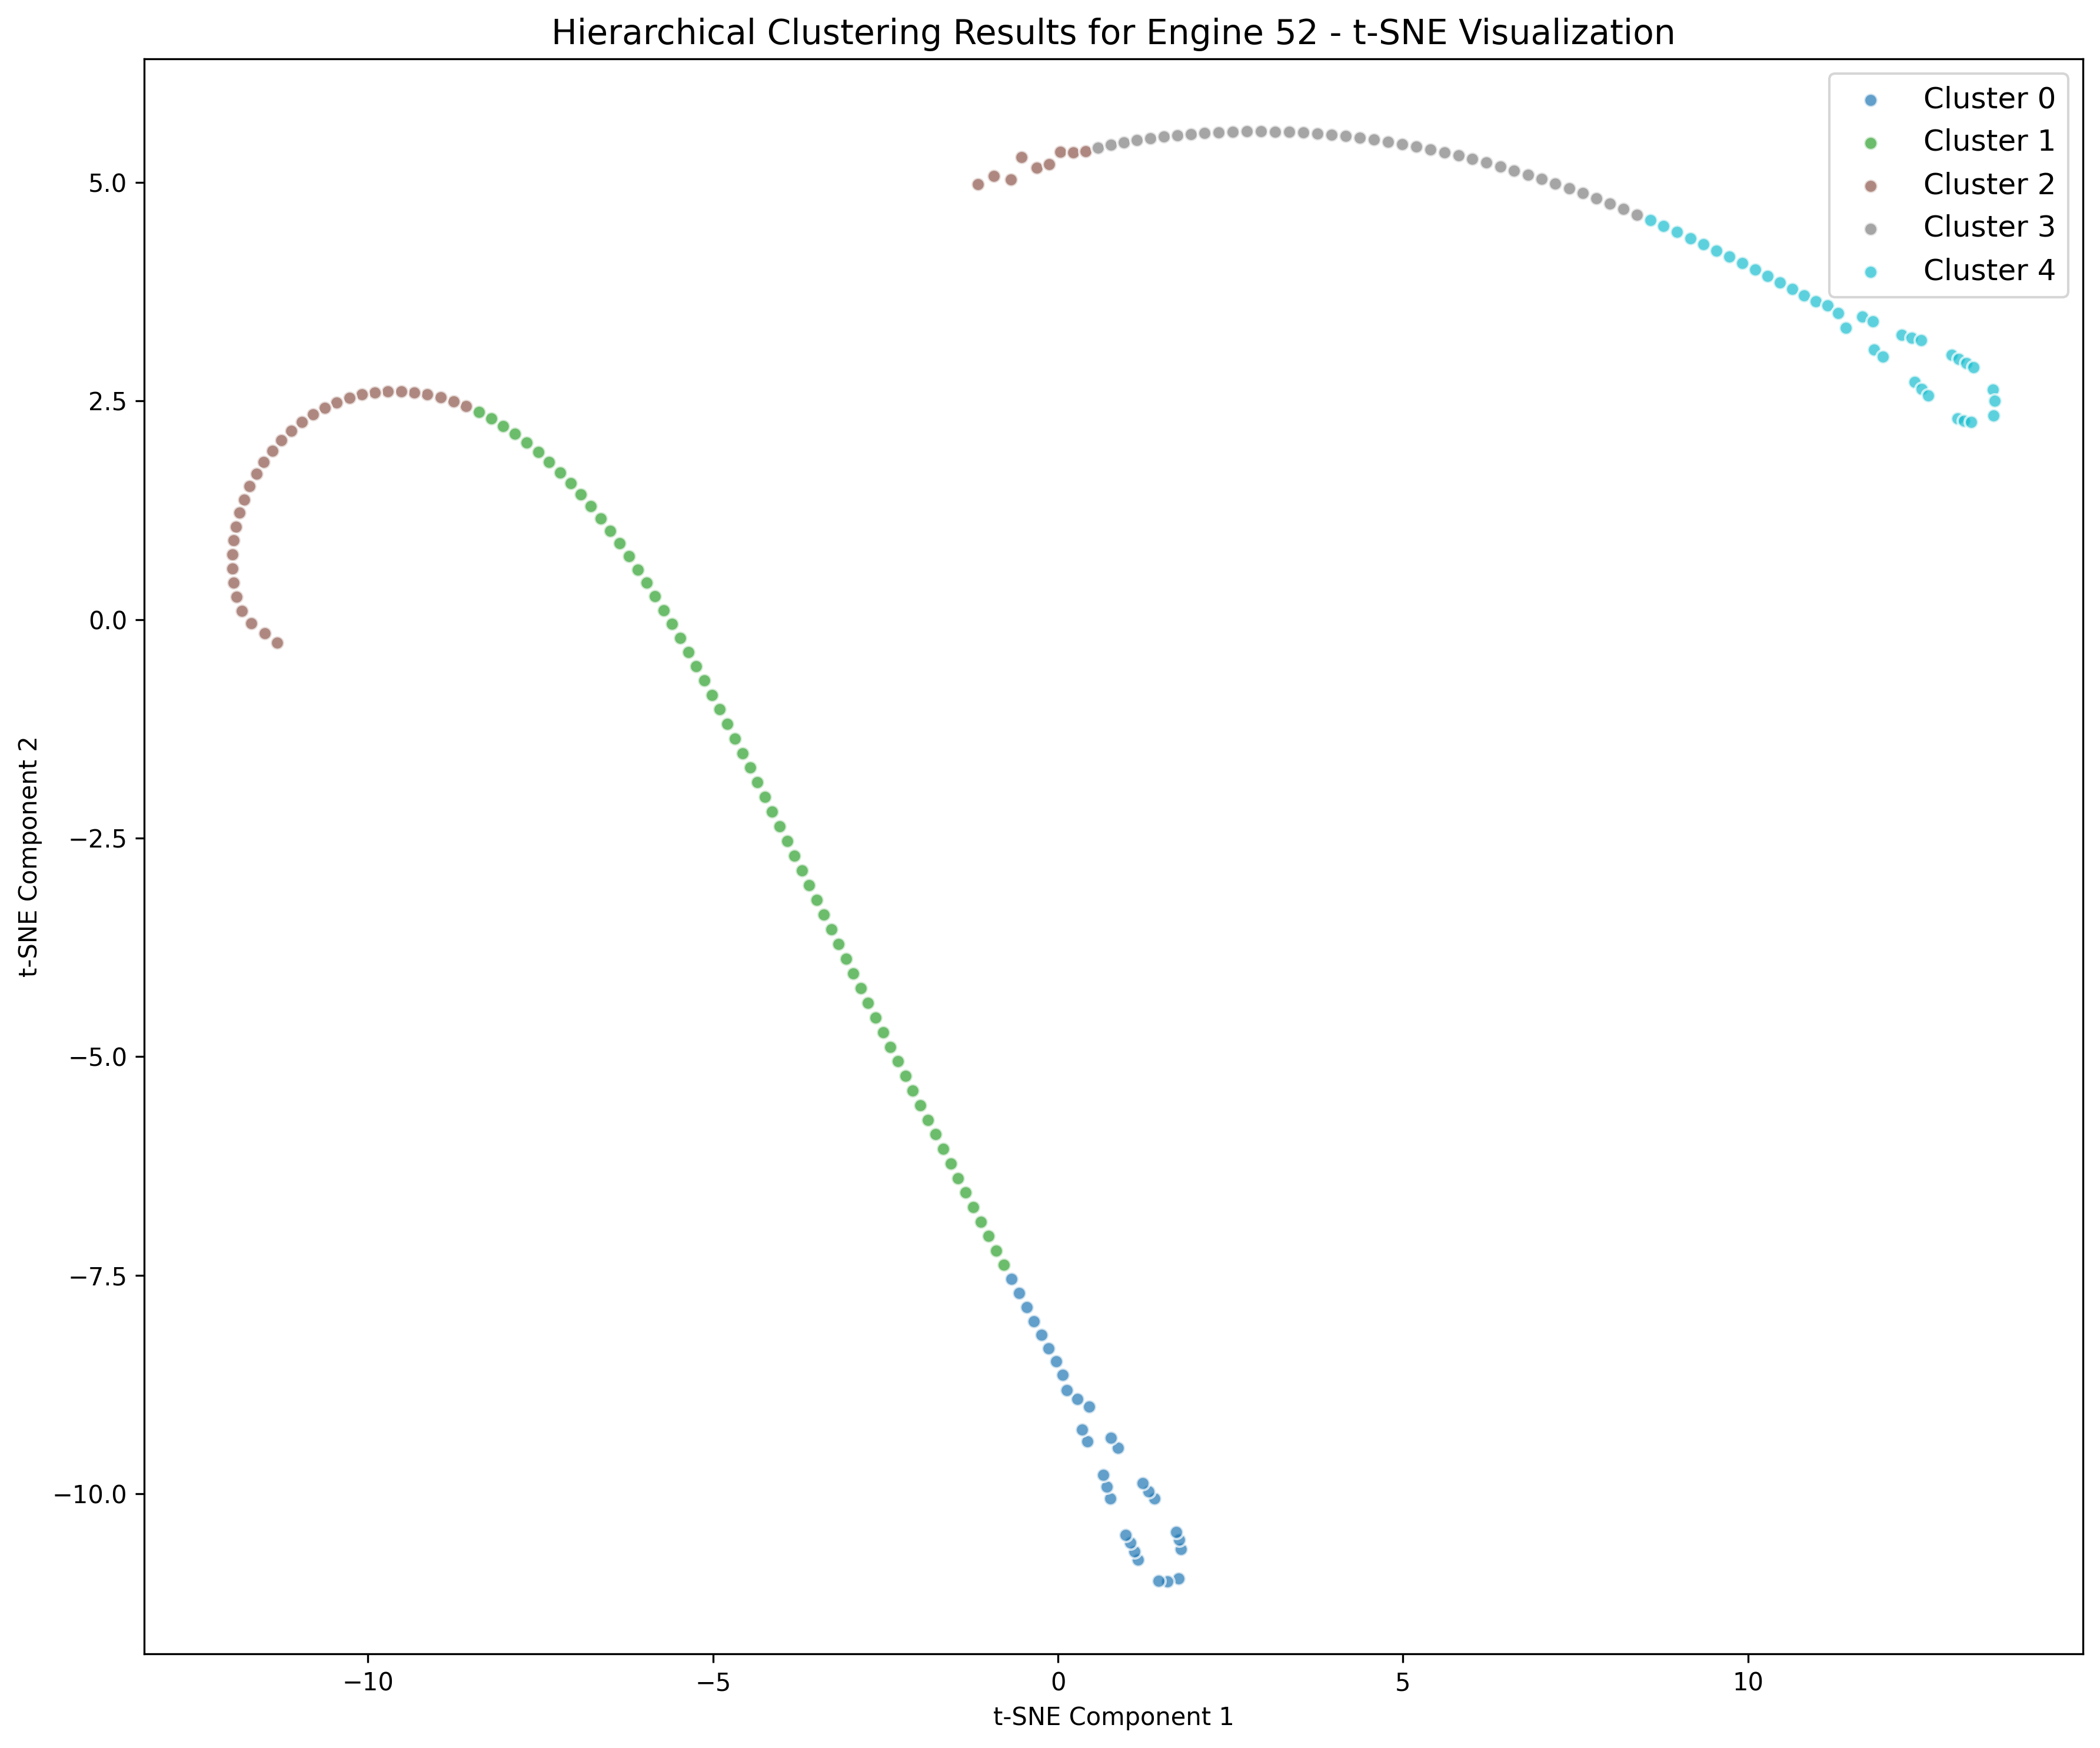 Hierarchical Clustering Results for Engine 52 - t-SNE Visualization
Cluster 0
Cluster 1
Cluster 2
Cluster 3
Cluster 4
5.0
2.5
0.0
−2.5
−5.0
−7.5
−10.0
t-SNE Component 2
−10
−5
0
5
10
t-SNE Component 1